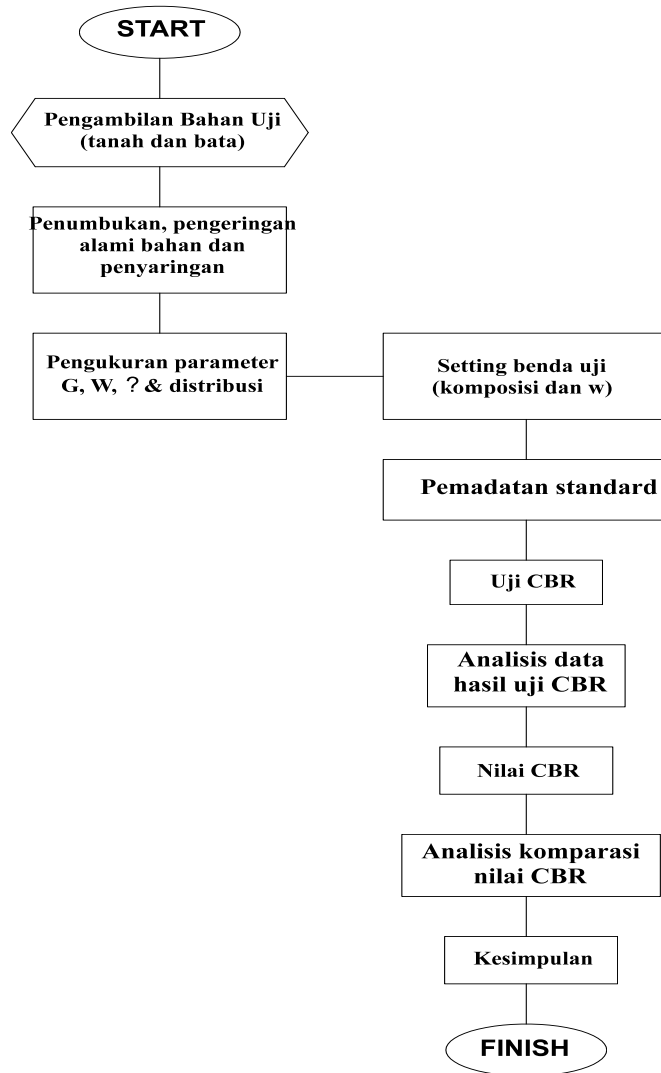 START
Pengambilan Bahan Uji
(tanah dan bata)
Penumbukan, pengeringan
alami bahan dan
penyaringan
Pengukuran parameter
G, W, ? & distribusi
Setting benda uji
(komposisi dan w)
Pemadatan standard
Uji CBR
Analisis data
hasil uji CBR
Nilai CBR
Analisis komparasi
nilai CBR
Kesimpulan
FINISH